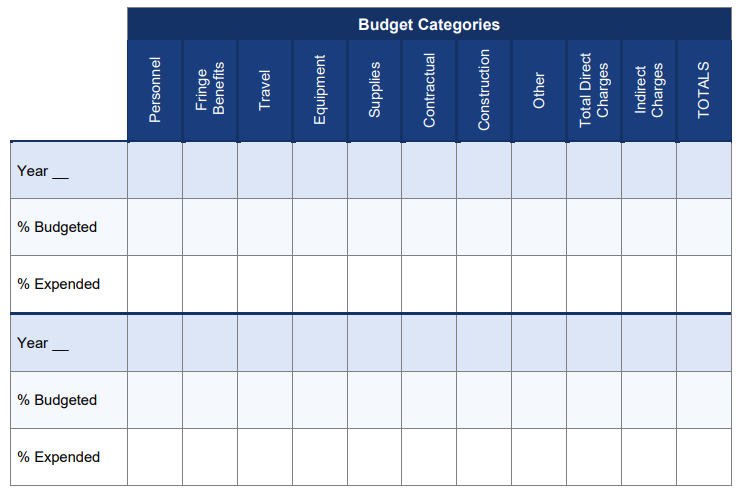 Budget Categories
Personnel
Fringe
Benefits
Travel
Equipment
Supplies
Contractual
Construction
Other
Total Direct
Charges
Indirect
Charges
TOTALS
Year __
% Budgeted
% Expended
Year __
% Budgeted
% Expended